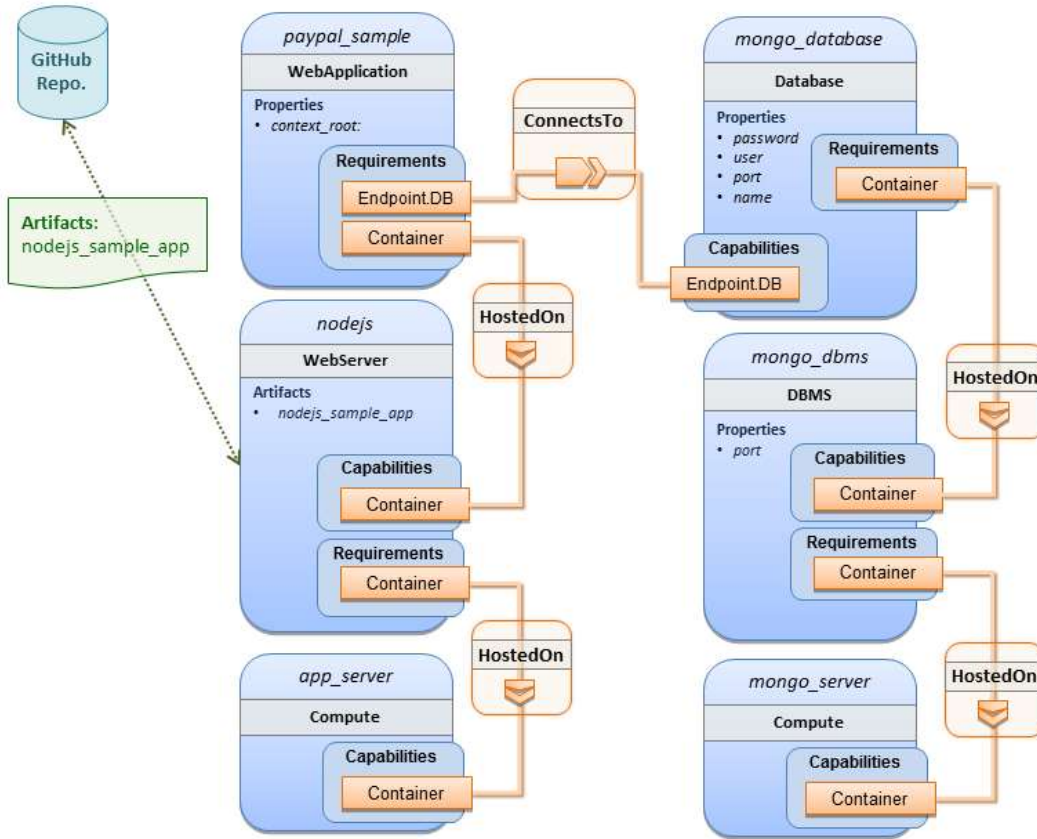 GitHub
Repo.
Artifacts:
nodejs_sample_app
paypal_sample
WebApplication
Properties
• context_root:
Requirements
Endpoint.DB
Container
ConnectsTo
HostedOn
nodejs
WebServer
Artifacts
• nodejs_sample_app
Capabilities
Container
Requirements
Container
HostedOn
app_server
Compute
Capabilities
Container
mongo_database
Database
Properties
• password
• user
• port
• name
Requirements
Container
Capabilities
Endpoint.DB
HostedOn
mongo_dbms
DBMS
Properties
• port
Capabilities
Container
Requirements
Container
HostedOn
mongo_server
Compute
Capabilities
Container